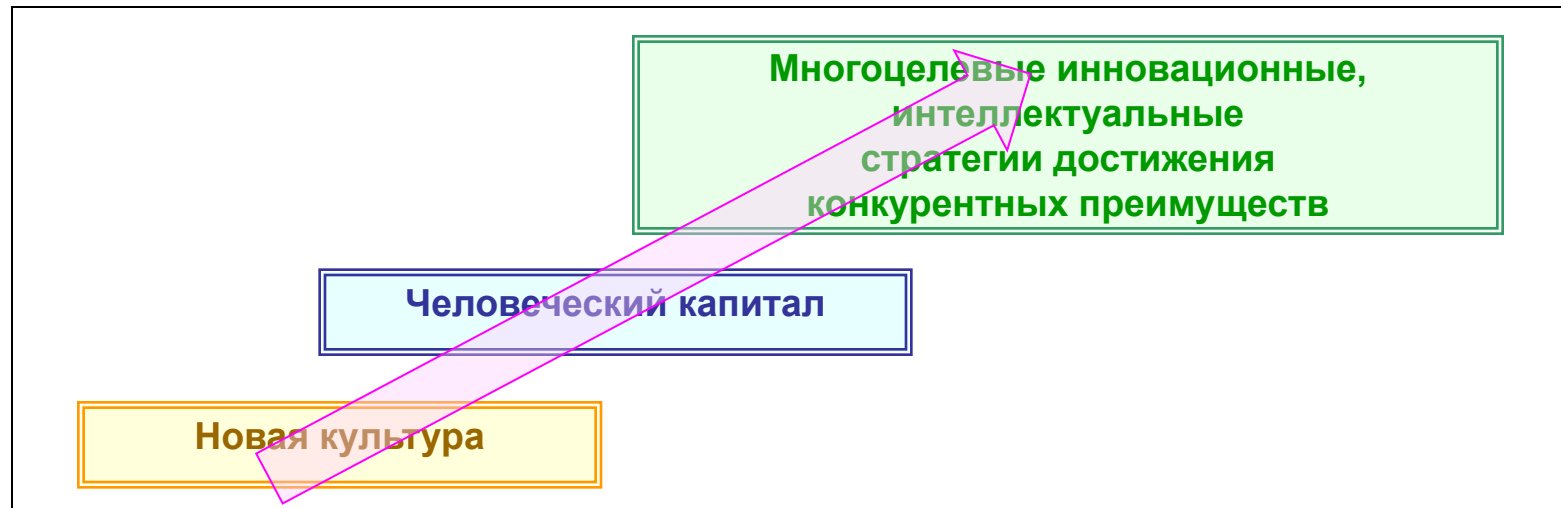 Многоцелевые инновационные,
интеллектуальные
стратегии достижения
конкурентных преимуществ
Человеческий капитал
Новая культура